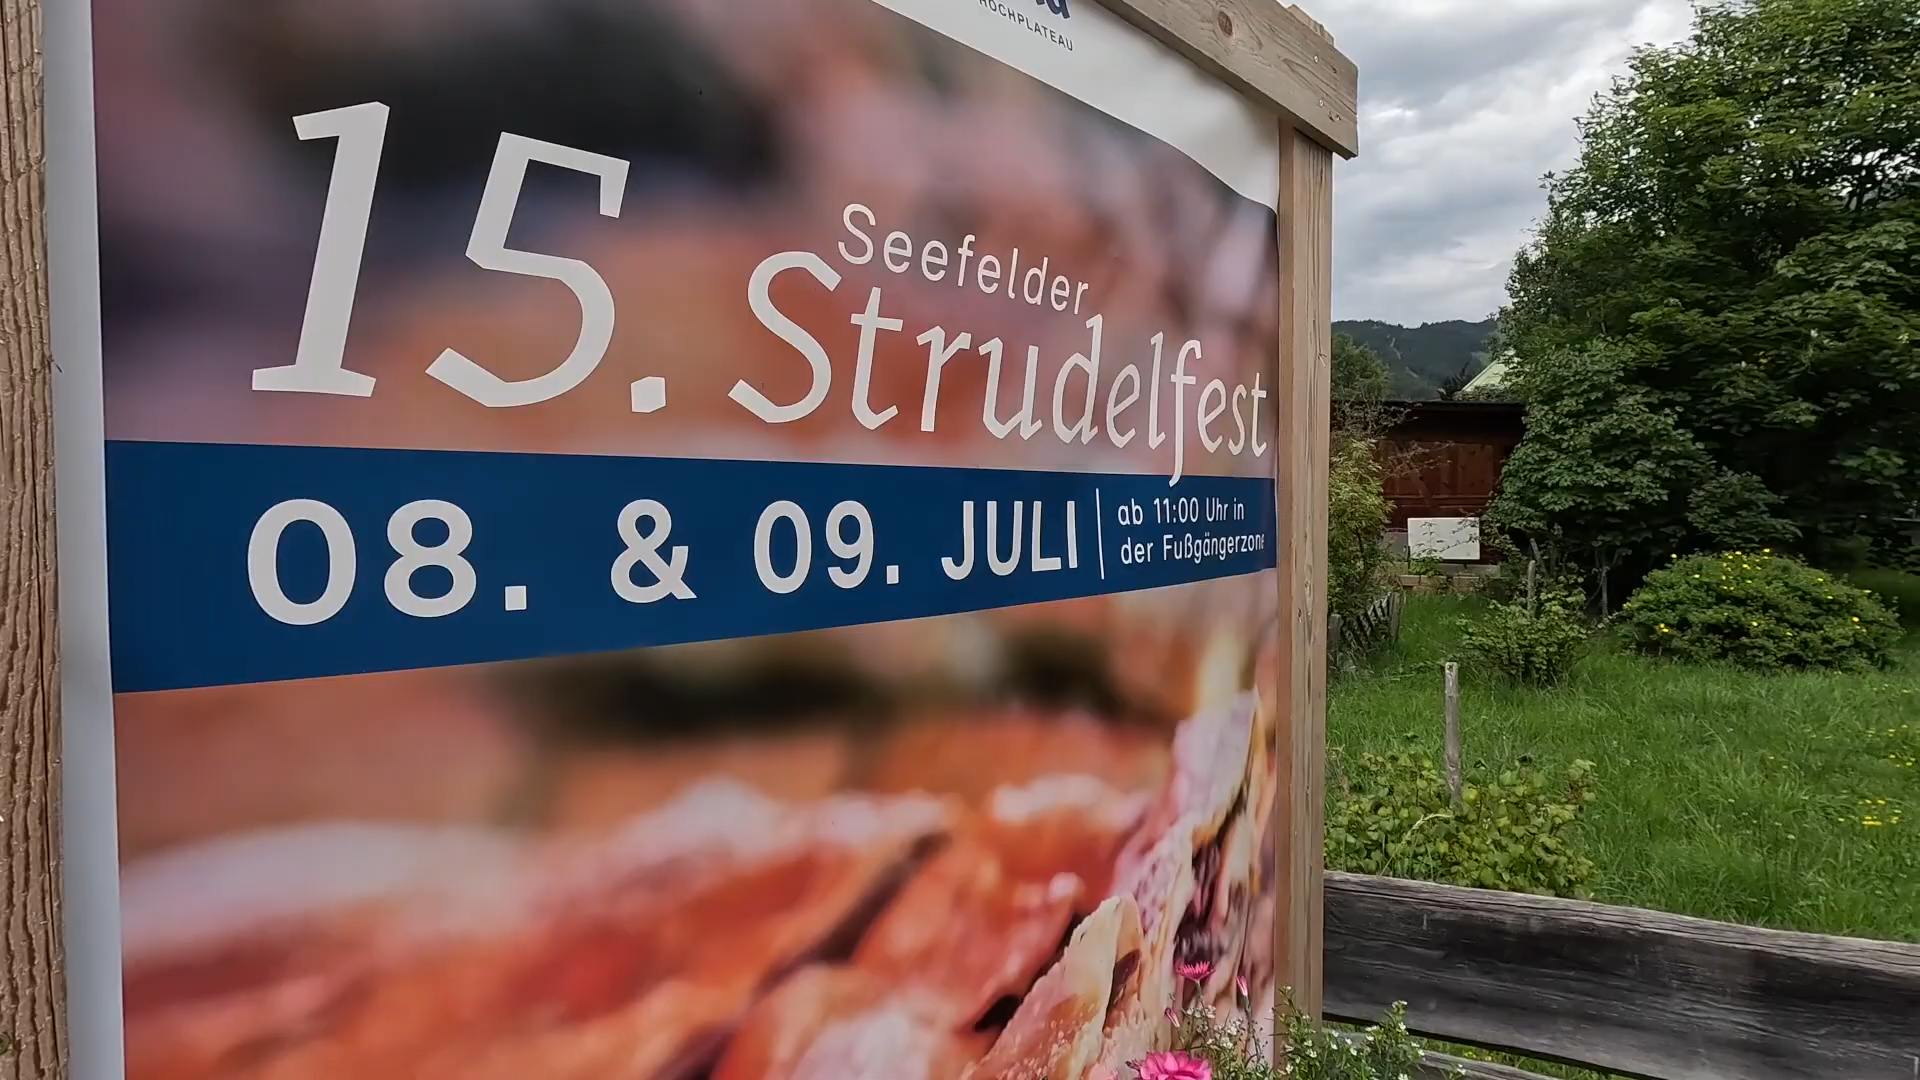 HOCHPLATEAU
15. Seefelder
Strudelfest
08. & 09. JULI
ab 11:00 Uhr in
der Fußgängerzone